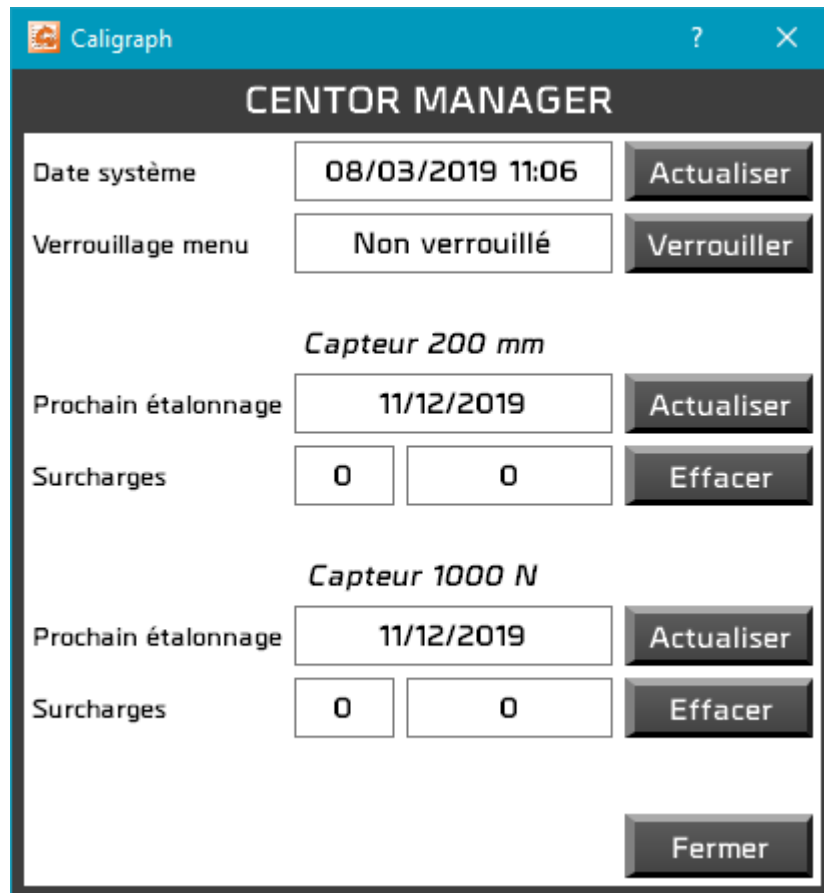 Caligraph ? ×
CENTOR MANAGER
Date système 08/03/2019 11:06 Actualiser
Verrouillage menu Non verrouillé Verrouiller
Capteur 200 mm
Prochain étalonnage 11/12/2019 Actualiser
Surcharges 0 0 Effacer
Capteur 1000 N
Prochain étalonnage 11/12/2019 Actualiser
Surcharges 0 0 Effacer
Fermer